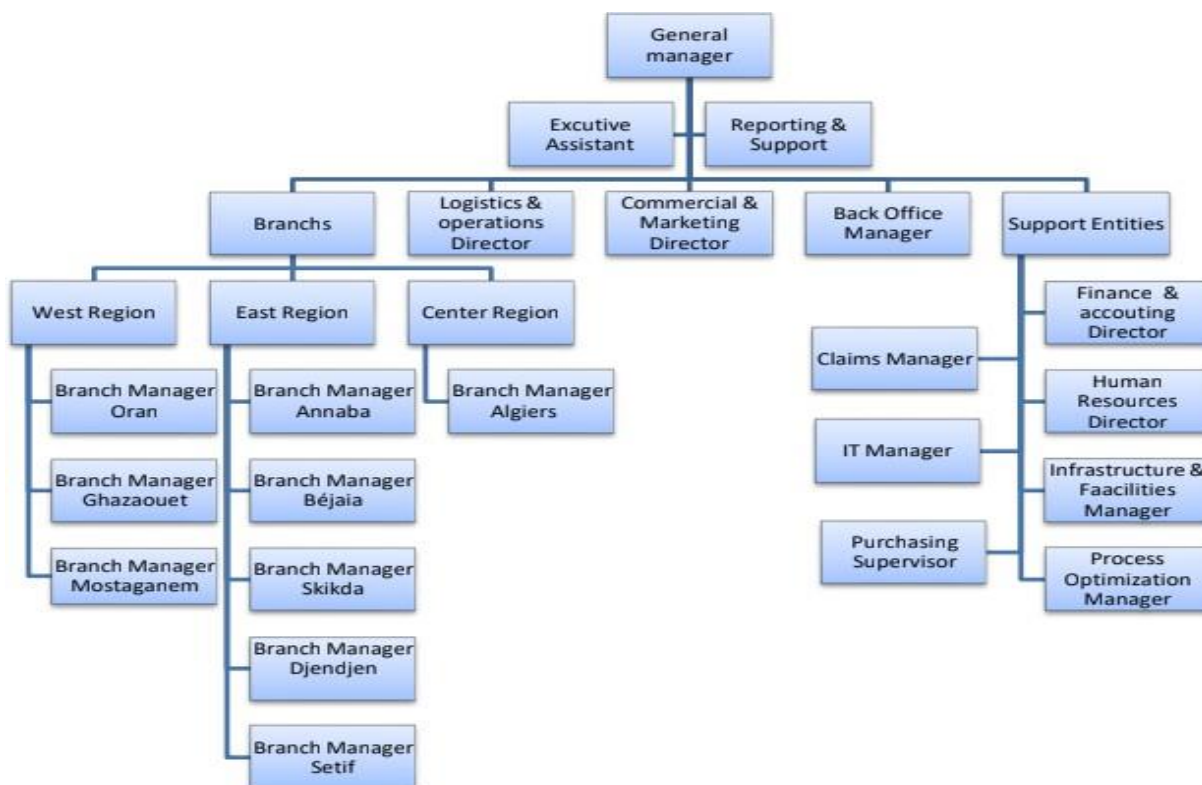 General
manager
Excutive
Assistant
Reporting &
Support
Branchs
Logistics &
operations
Director
Commercial &
Marketing
Director
Back Office
Manager
Support Entities
West Region
East Region
Center Region
Branch Manager
Oran
Branch Manager
Ghazaouet
Branch Manager
Mostaganem
Branch Manager
Annaba
Branch Manager
Béjaia
Branch Manager
Skikda
Branch Manager
Djendjen
Branch Manager
Setif
Branch Manager
Algiers
Claims Manager
IT Manager
Purchasing
Supervisor
Finance &
accouting
Director
Human
Resources
Director
Infrastructure &
Faacilities
Manager
Process
Optimization
Manager